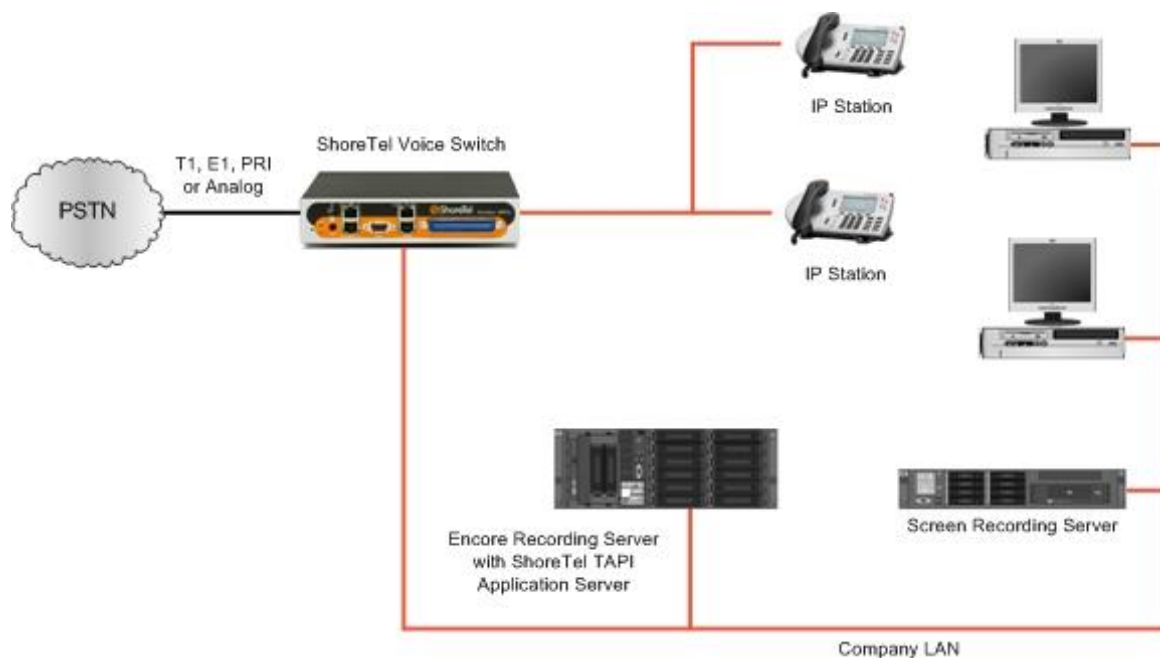 IP Station
ShoreTel Voice Switch
T1, E1, PRI
or Analog
PSTN
ShoreTel
IP Station
Encore Recording Server
with ShoreTel TAPI
Application Server
Screen Recording Server
Company LAN